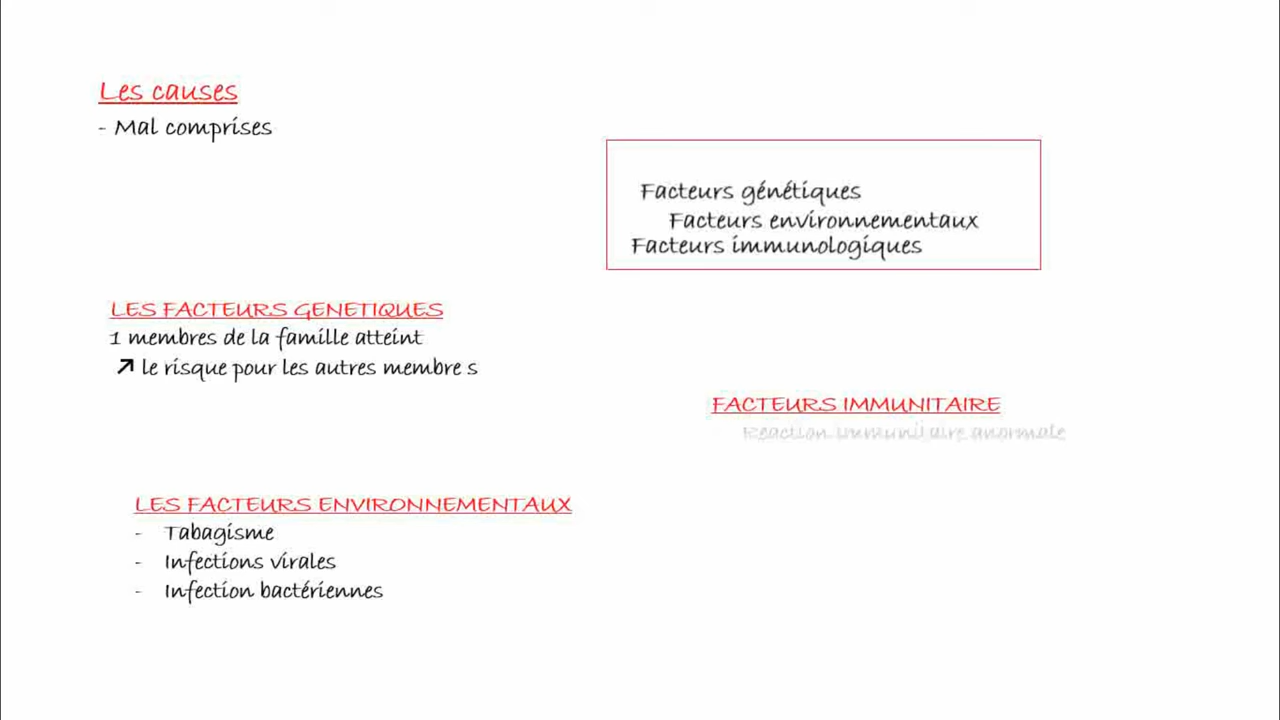 Les causes
- Mal comprises
Facteurs génétiques
Facteurs environnementaux
Facteurs immunologiques
LES FACTEURS GENETIQUES
1 membres de la famille atteint
↗ le risque pour les autres membre s
FACTEURS IMMUNITAIRE
Réaction immunitaire anormale
LES FACTEURS ENVIRONNEMENTAUX
- Tabagisme
- Infections virales
- Infection bactériennes